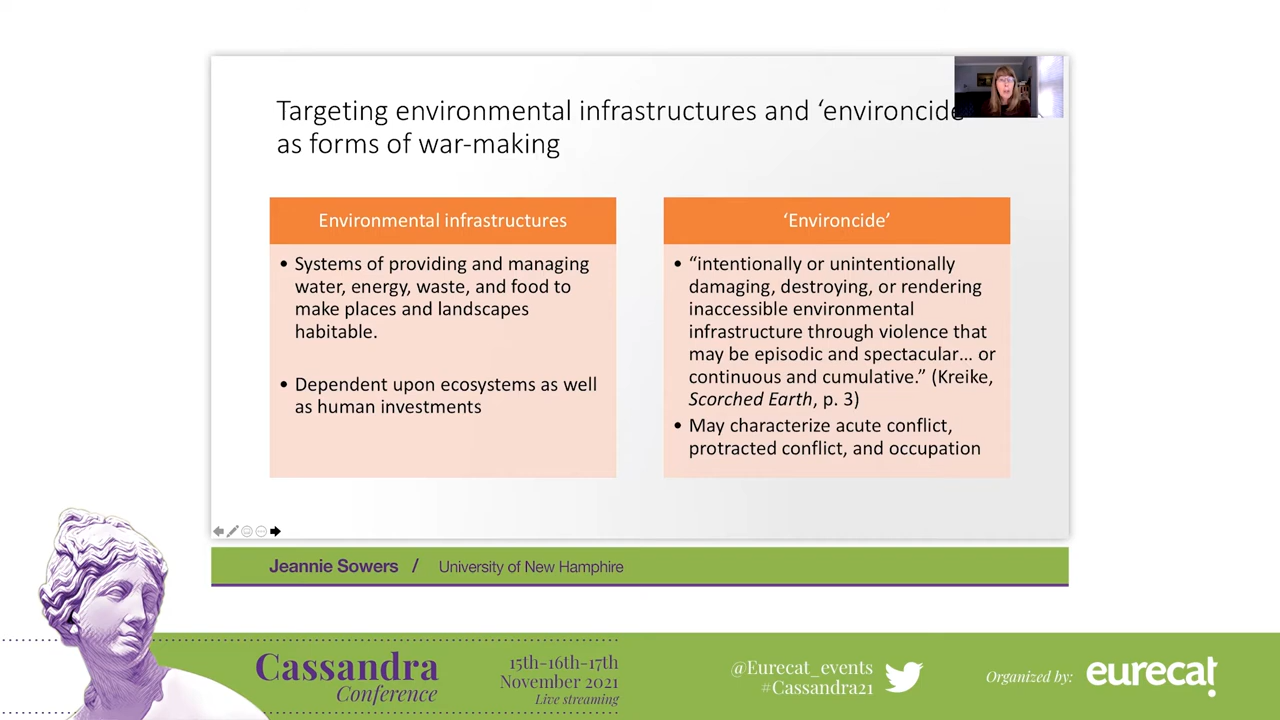 Targeting environmental infrastructures and ‘environcide
as forms of war-making
Environmental infrastructures
• Systems of providing and managing
water, energy, waste, and food to
make places and landscapes
habitable.
• Dependent upon ecosystems as well
as human investments
‘Environcide’
• “intentionally or unintentionally
damaging, destroying, or rendering
inaccessible environmental
infrastructure through violence that
may be episodic and spectacular… or
continuous and cumulative.” (Kreike,
Scorched Earth, p. 3)
• May characterize acute conflict,
protracted conflict, and occupation
Jeannie Sowers / University of New Hamphire
Cassandra
Conference
15th-16th-17th
November 2021
Live streaming
@Eurecat_events
#Cassandra21
Organized by:
eurecat